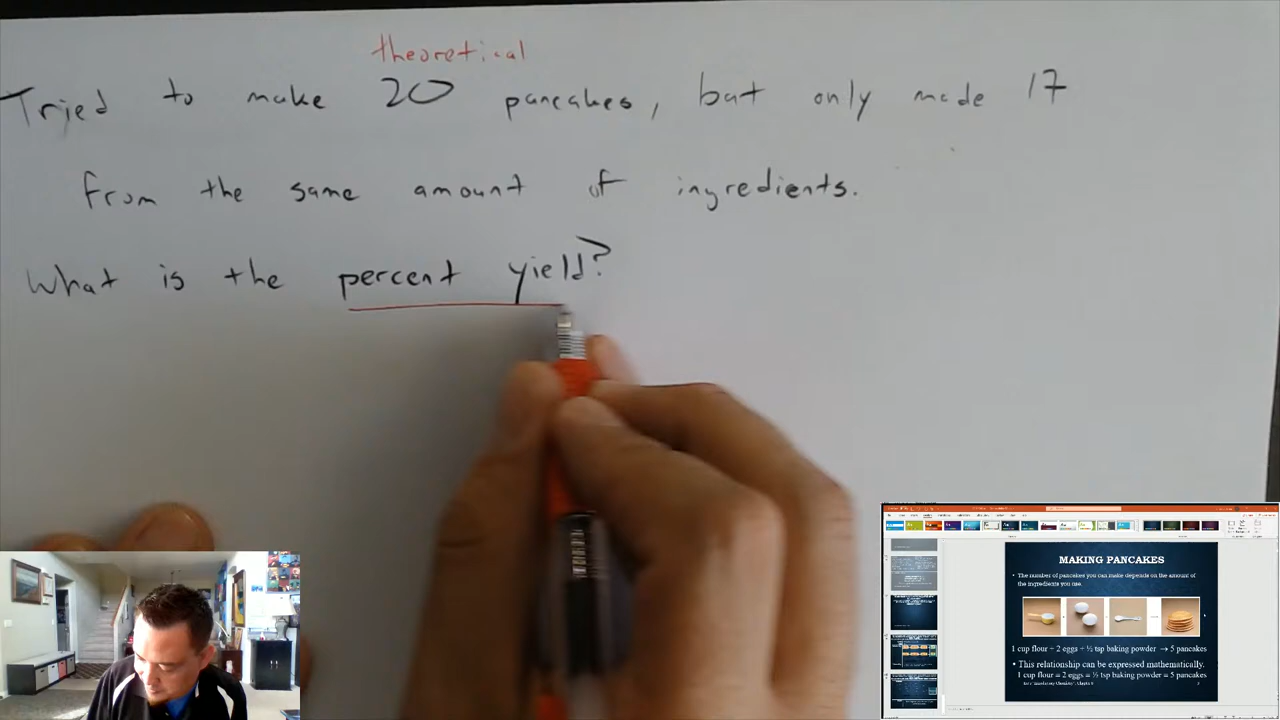 theoretical
Tried to make 20 pancakes, but only made 17
from the same amount of ingredients.
What is the percent yield?
MAKING PANCAKES
• The number of pancakes you can make depends on the amount of
the ingredients you use.
1 cup flour + 2 eggs + ½ tsp baking powder → 5 pancakes
• This relationship can be expressed mathematically.
1 cup flour = 2 eggs = ½ tsp baking powder = 5 pancakes